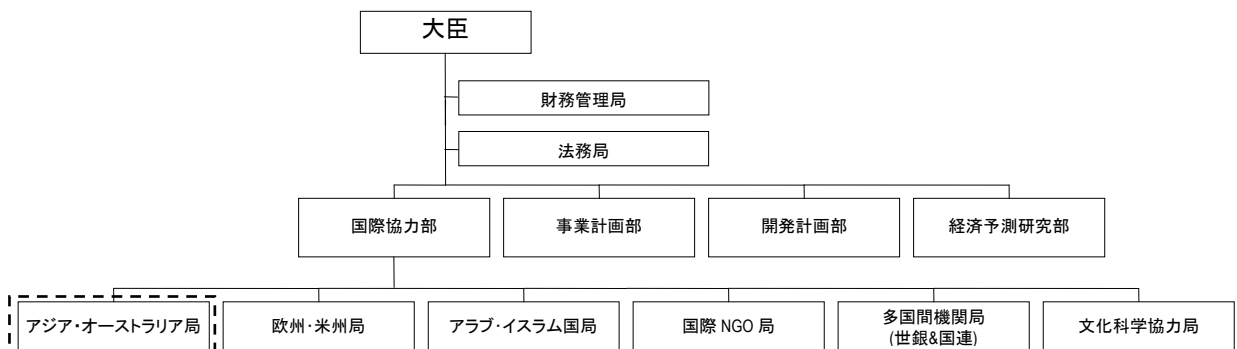 大臣
財務管理局
法務局
国際協力部
事業計画部
開発計画部
経済予測研究部
アジア・オーストラリア局
欧州・米州局
アラブ・イスラム国局
国際 NGO 局
多国間機関局
(世銀&国連)
文化科学協力局